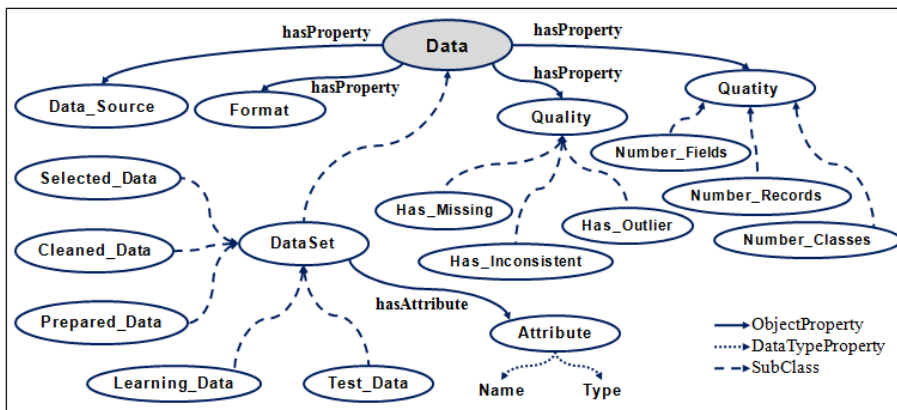 hasProperty
Data
hasProperty
hasProperty
hasProperty
Data_Source
Format
Quality
Quatity
Number_Fields
Selected_Data
Number_Records
Has_Missing
Has_Outlier
Number_Classes
Cleaned_Data
DataSet
Has_Inconsistent
hasAttribute
Prepared_Data
Attribute
ObjectProperty
DataTypeProperty
SubClass
Learning_Data
Test_Data
Name
Type